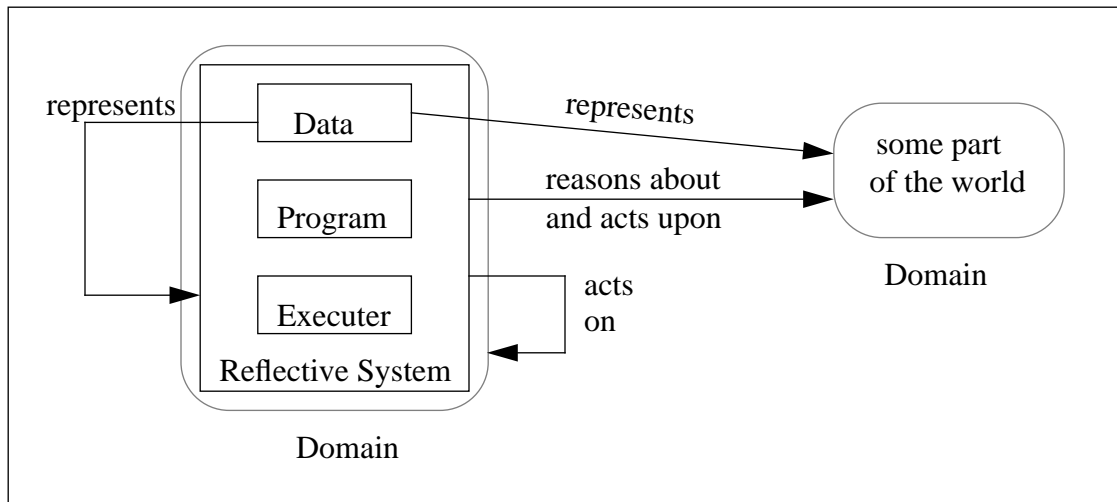 represents
Data
Program
Executer
Reflective System
Domain
represents
reasons about
and acts upon
acts
on
some part
of the world
Domain